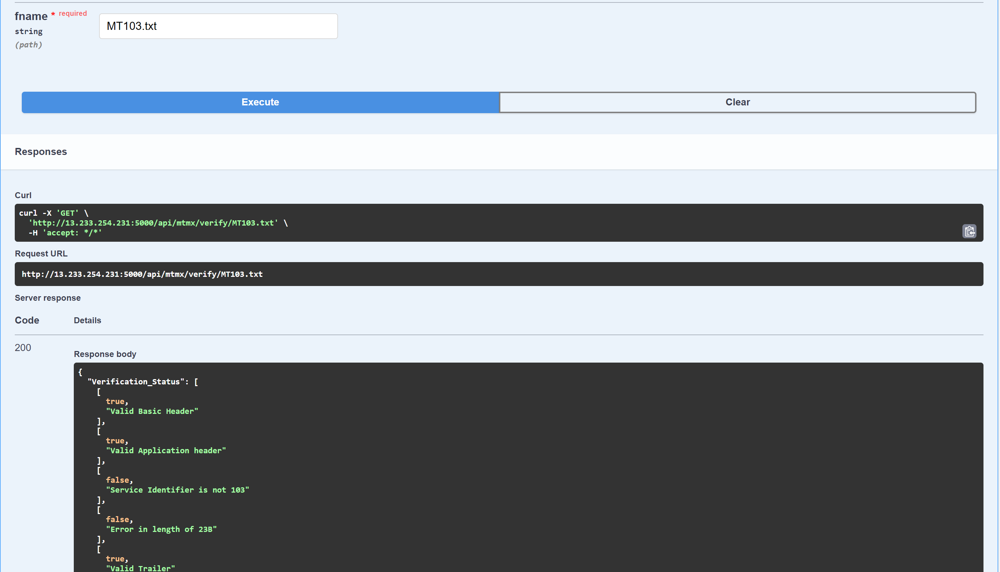 fname * required
string
(path)
MT103.txt
Execute
Clear
Responses
Curl
curl -X 'GET' \
  'http://13.233.254.231:5000/api/mtmx/verify/MT103.txt' \
  -H 'accept: */*'
Request URL
http://13.233.254.231:5000/api/mtmx/verify/MT103.txt
Server response
Code Details
200
Response body
{
  "Verification_Status": [
    [
      true,
      "Valid Basic Header"
    ],
    [
      true,
      "Valid Application header"
    ],
    [
      false,
      "Service Identifier is not 103"
    ],
    [
      false,
      "Error in length of 23B"
    ],
    [
      true,
      "Valid Trailer"